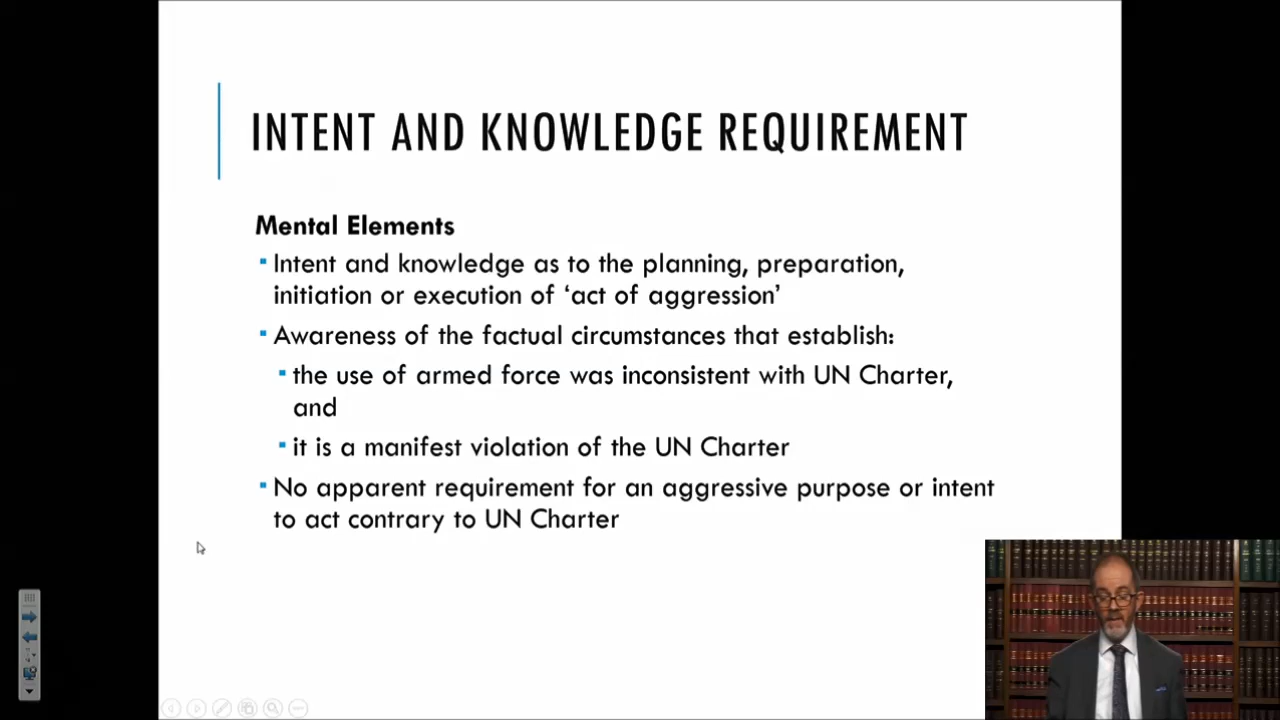 INTENT AND KNOWLEDGE REQUIREMENT
Mental Elements
Intent and knowledge as to the planning, preparation,
initiation or execution of ‘act of aggression’
Awareness of the factual circumstances that establish:
the use of armed force was inconsistent with UN Charter,
and
it is a manifest violation of the UN Charter
No apparent requirement for an aggressive purpose or intent
to act contrary to UN Charter